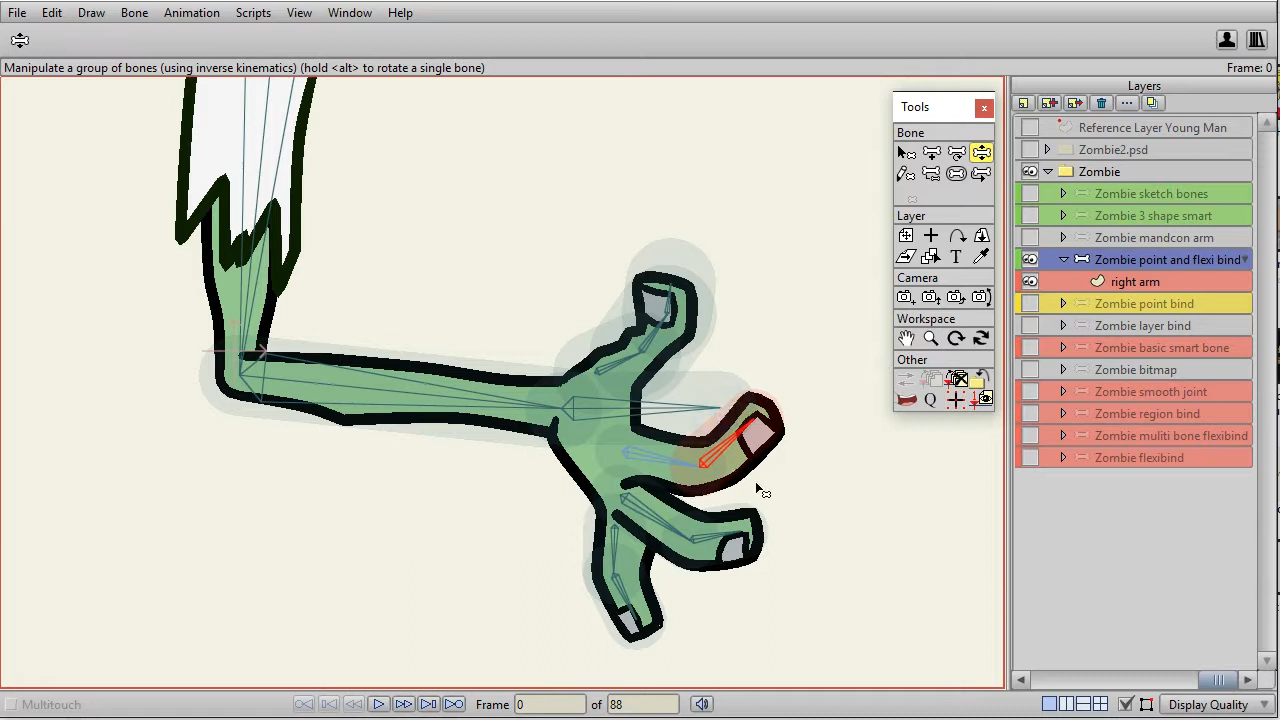 File Edit Draw Bone Animation Scripts View Window Help
Manipulate a group of bones (using inverse kinematics) (hold <alt> to rotate a single bone)
Frame: 0
Tools
x
Bone
Layer
T
Camera
Workspace
Other
Q
Layers
Reference Layer Young Man
Zombie2.psd
Zombie
Zombie sketch bones
Zombie 3 shape smart
Zombie mandcon arm
Zombie point and flexi bind
right arm
Zombie point bind
Zombie layer bind
Zombie basic smart bone
Zombie bitmap
Zombie smooth joint
Zombie region bind
Zombie muliti bone flexibind
Zombie flexibind
Multitouch
Frame 0 of 88
Display Quality